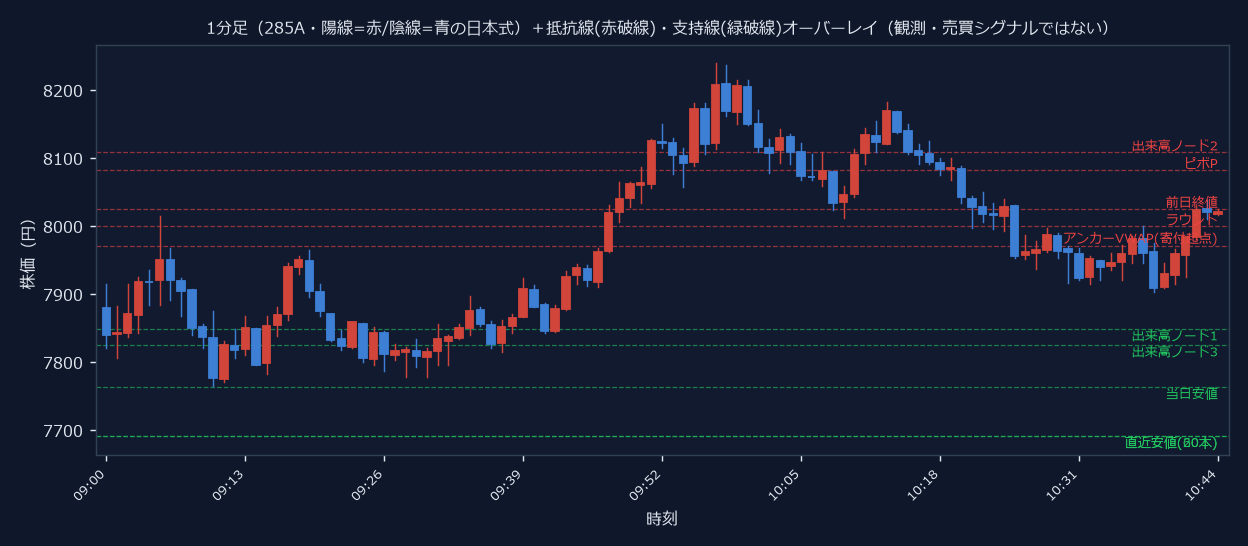 1分足（285A・陽線=赤/陰線=青の日本式）＋抵抗線(赤破線)・支持線(緑破線)オーバーレイ（観測・売買シグナルではない）
株価（円）
8200
8100
8000
7900
7800
7700
出来高ノード2
ピボP
前日終値
ラウンド
アンカーVWAP(寄付起点)
出来高ノード1
出来高ノード3
当日安値
直近安値(60本)
09:00
09:13
09:26
09:39
09:52
10:05
10:18
10:31
10:44
時刻